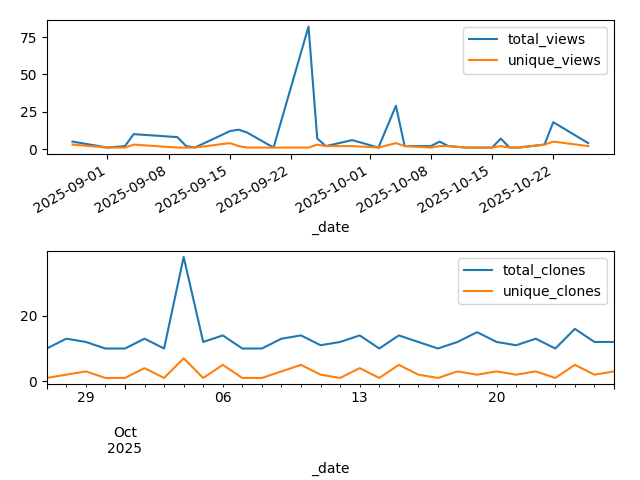 75
50
25
0
total_views
unique_views
2025-09-01
2025-09-08
2025-09-15
2025-09-22
2025-10-01
2025-10-08
2025-10-15
2025-10-22
_date
20
0
total_clones
unique_clones
29
06
13
20
Oct
2025
_date